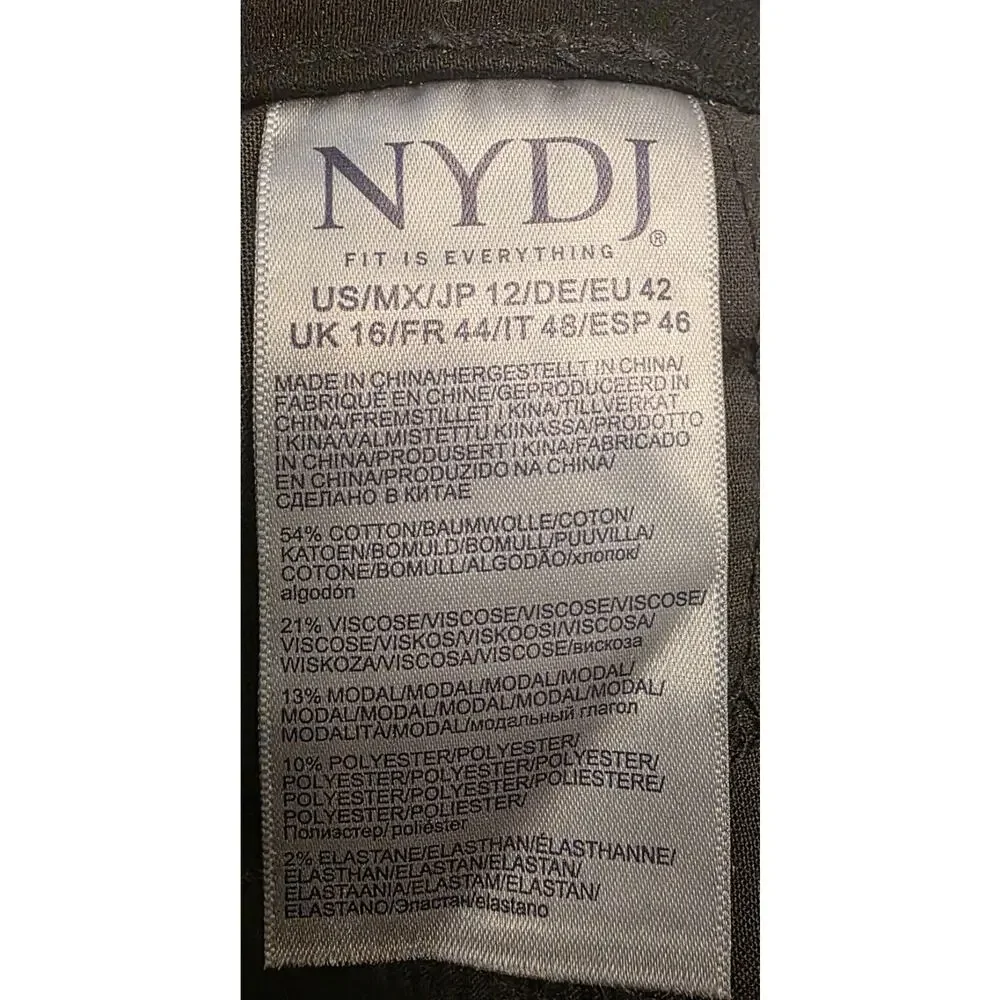 NYDJ®
FIT IS EVERYTHING
US/MX/JP 12/DE/EU 42
UK 16/FR 44/IT 48/ESP 46
MADE IN CHINA/HERGESTELLT IN CHINA/
FABRIQUÉ EN CHINE/GEPRODUCEERD IN
CHINA/FREMSTILLET I KINA/TILLVERKAT
I KINA/VALMISTETTU KIINASSA/PRODOTTO
IN CHINA/PRODUSERT I KINA/FABRICADO
EN CHINA/PRODUZIDO NA CHINA/
СДЕЛАНО В КИТАЕ
54% COTTON/BAUMWOLLE/COTON/
KATOEN/BOMULD/BOMULL/PUUVILLA/
COTONE/BOMULL/ALGODÃO/хлопок/
algodón
21% VISCOSE/VISCOSE/VISCOSE/VISCOSE/
VISCOSE/VISKOS/VISKOOSI/VISCOSA/
WISKOZA/VISCOSA/VISCOSE/вискоза
13% MODAL/MODAL/MODAL/MODAL/
MODAL/MODAL/MODAL/MODAL/MODAL/
MODALITÀ/MODAL/модальный глагол
10% POLYESTER/POLYESTER/
POLYESTER/POLYESTER/POLYESTER/
POLYESTER/POLYESTER/POLIESTERE/
POLYESTER/POLIESTER/
Полиэстер/poliéster
2% ELASTANE/ELASTHAN/ÉLASTHANNE/
ELASTHAN/ELASTAN/ELASTAN/
ELASTAANIA/ELASTAM/ELASTAN/
ELASTANO/Эластан/elastano